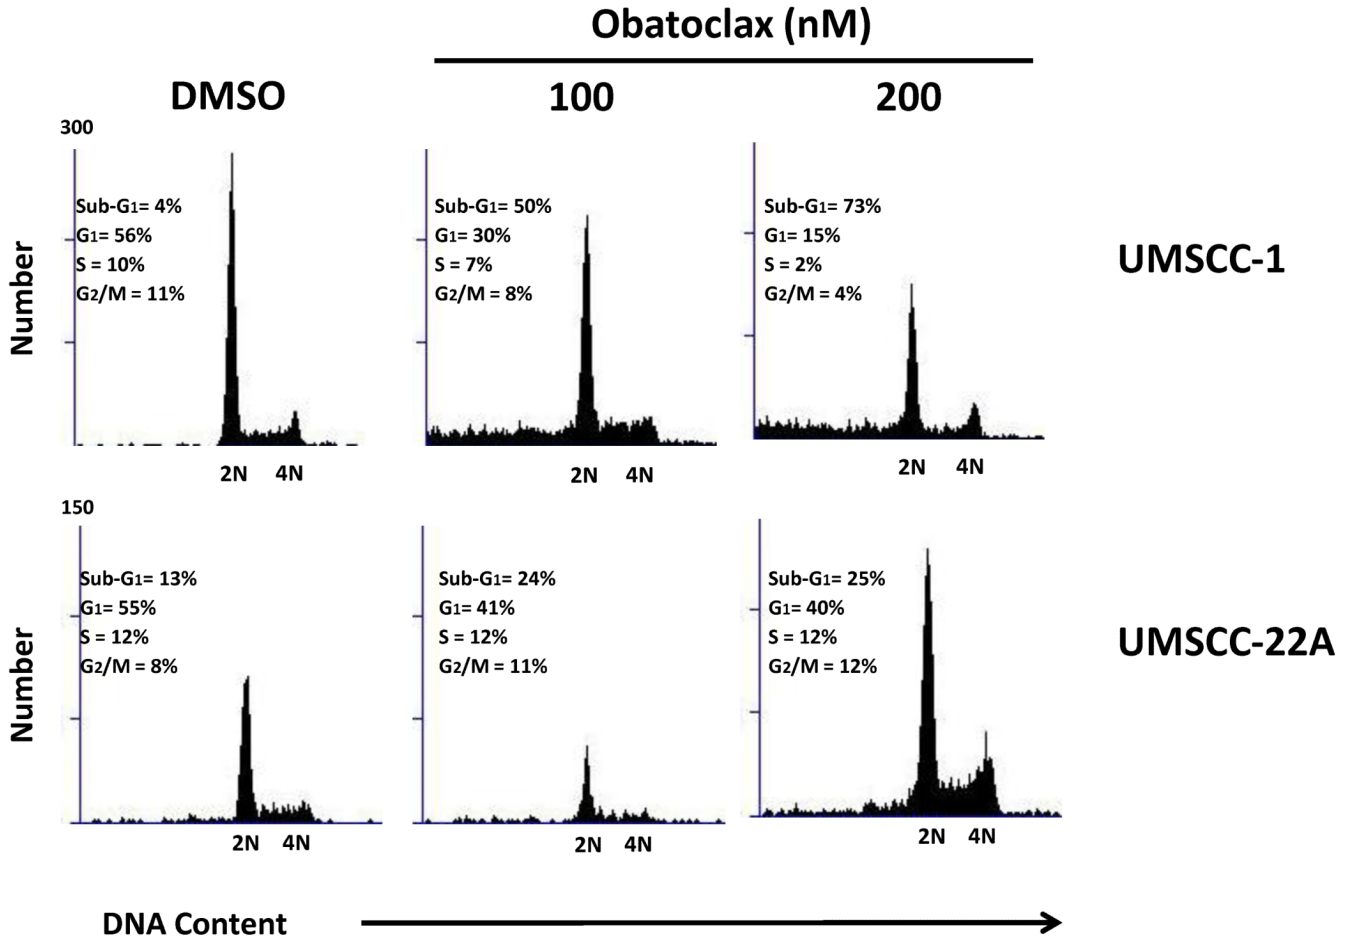 Obatoclax (nM)
DMSO
100
200
300
Number
Sub-G1= 4%
G1= 56%
S = 10%
G2/M = 11%
2N
4N
Sub-G1= 50%
G1= 30%
S = 7%
G2/M = 8%
2N
4N
Sub-G1= 73%
G1= 15%
S = 2%
G2/M = 4%
2N
4N
UMSCC-1
150
Number
Sub-G1= 13%
G1= 55%
S = 12%
G2/M = 8%
2N
4N
Sub-G1= 24%
G1= 41%
S = 12%
G2/M = 11%
2N
4N
Sub-G1= 25%
G1= 40%
S = 12%
G2/M = 12%
2N
4N
UMSCC-22A
DNA Content